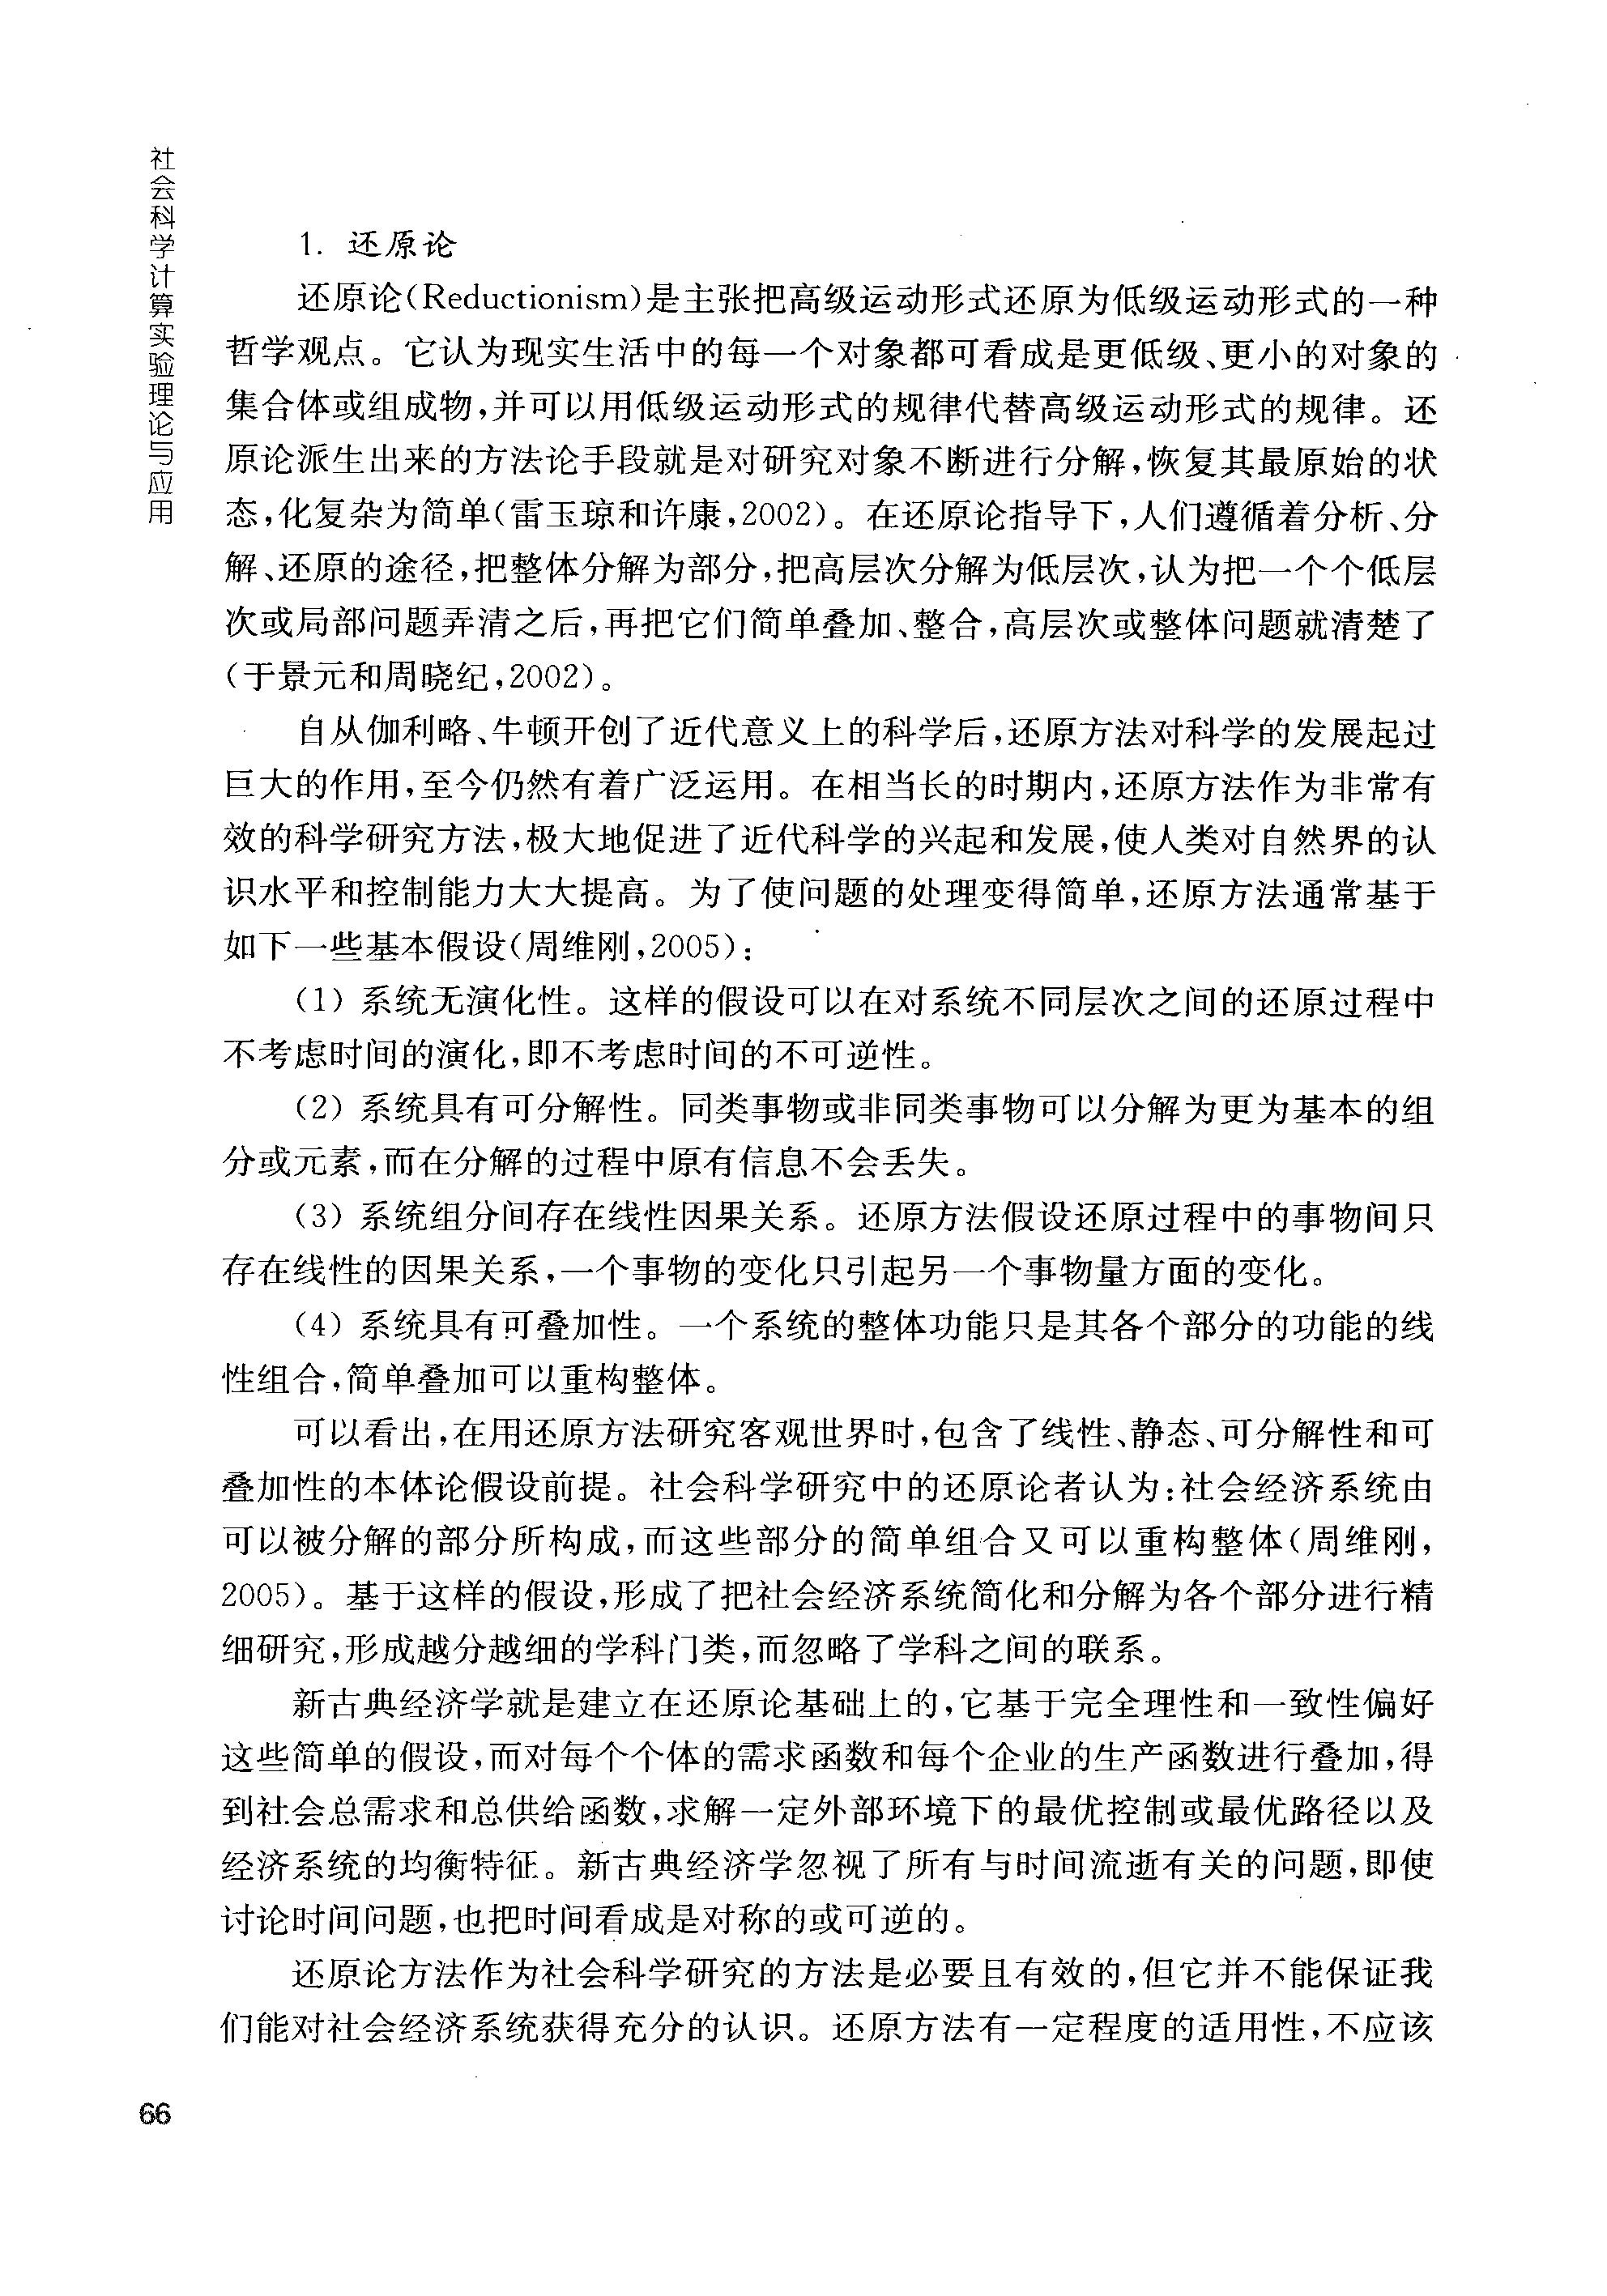 社会科学计算实验理论与应用
1. 还原论
还原论(Reductionism)是主张把高级运动形式还原为低级运动形式的一种
哲学观点。它认为现实生活中的每一个对象都可看成是更低级、更小的对象的
集合体或组成物,并可以用低级运动形式的规律代替高级运动形式的规律。还
原论派生出来的方法论手段就是对研究对象不断进行分解,恢复其最原始的状
态,化复杂为简单(雷玉琼和许康,2002)。在还原论指导下,人们遵循着分析、分
解、还原的途径,把整体分解为部分,把高层次分解为低层次,认为把一个个低层
次或局部问题弄清之后,再把它们简单叠加、整合,高层次或整体问题就清楚了
(于景元和周晓纪,2002)。
自从伽利略、牛顿开创了近代意义上的科学后,还原方法对科学的发展起过
巨大的作用,至今仍然有着广泛运用。在相当长的时期内,还原方法作为非常有
效的科学研究方法,极大地促进了近代科学的兴起和发展,使人类对自然界的认
识水平和控制能力大大提高。为了使问题的处理变得简单,还原方法通常基于
如下一些基本假设(周维刚,2005):
(1) 系统无演化性。这样的假设可以在对系统不同层次之间的还原过程中
不考虑时间的演化,即不考虑时间的不可逆性。
(2) 系统具有可分解性。同类事物或非同类事物可以分解为更为基本的组
分或元素,而在分解的过程中原有信息不会丢失。
(3) 系统组分间存在线性因果关系。还原方法假设还原过程中的事物间只
存在线性的因果关系,一个事物的变化只引起另一个事物量方面的变化。
(4) 系统具有可叠加性。一个系统的整体功能只是其各个部分的功能的线
性组合,简单叠加可以重构整体。
可以看出,在用还原方法研究客观世界时,包含了线性、静态、可分解性和可
叠加性的本体论假设前提。社会科学研究中的还原论者认为:社会经济系统由
可以被分解的部分所构成,而这些部分的简单组合又可以重构整体(周维刚,
2005)。基于这样的假设,形成了把社会经济系统简化和分解为各个部分进行精
细研究,形成越分越细的学科门类,而忽略了学科之间的联系。
新古典经济学就是建立在还原论基础上的,它基于完全理性和一致性偏好
这些简单的假设,而对每个个体的需求函数和每个企业的生产函数进行叠加,得
到社会总需求和总供给函数,求解一定外部环境下的最优控制或最优路径以及
经济系统的均衡特征。新古典经济学忽视了所有与时间流逝有关的问题,即使
讨论时间问题,也把时间看成是对称的或可逆的。
还原论方法作为社会科学研究的方法是必要且有效的,但它并不能保证我
们能对社会经济系统获得充分的认识。还原方法有一定程度的适用性,不应该
66